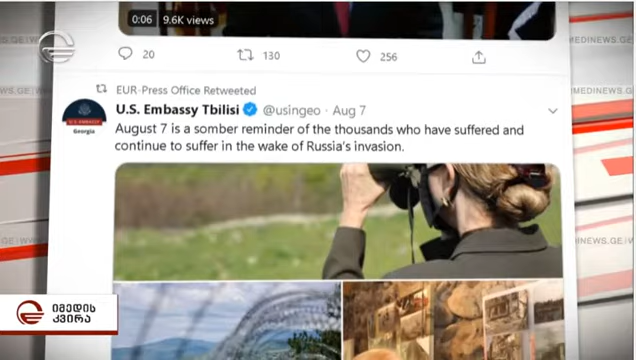 0:06 9.6K views
20 130 256
MEDINEWS.GE
EUR-Press Office Retweeted
U.S. Embassy Tbilisi @usingeo · Aug 7
Georgia
August 7 is a somber reminder of the thousands who have suffered and
continue to suffer in the wake of Russia's invasion.
იმედის
კვირა